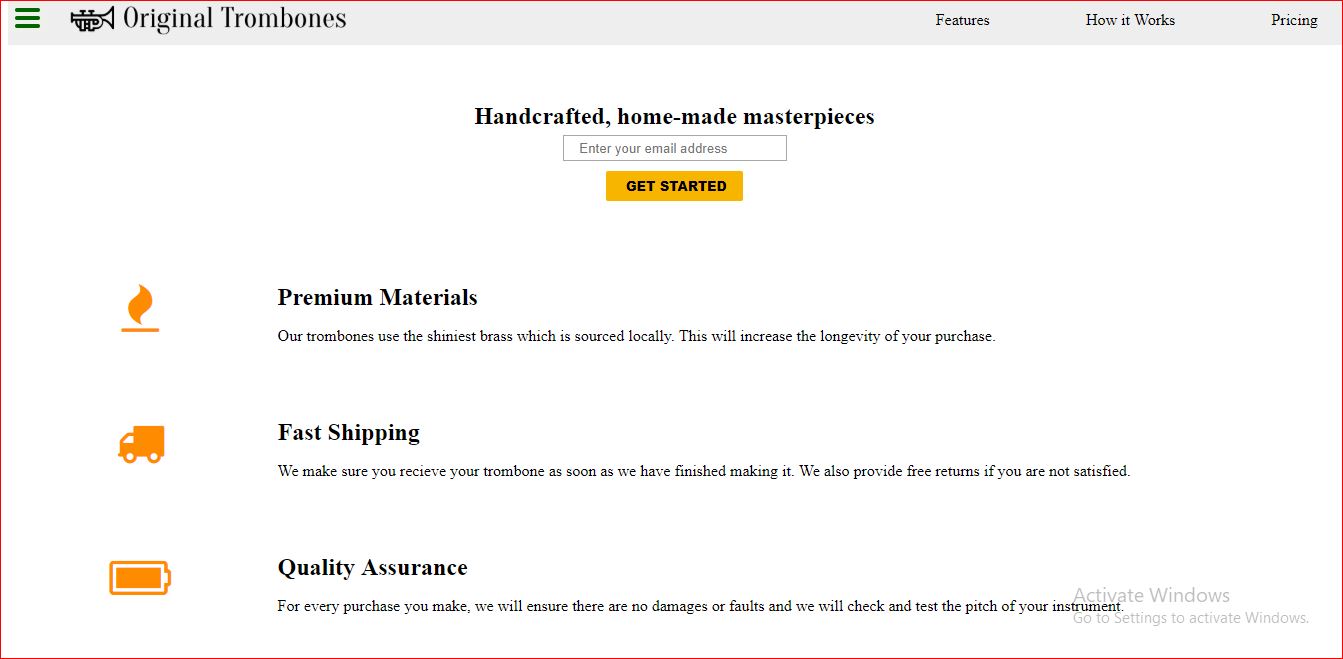 Original Trombones
Features
How it Works
Pricing
Handcrafted, home-made masterpieces
Enter your email address
GET STARTED
Premium Materials
Our trombones use the shiniest brass which is sourced locally. This will increase the longevity of your purchase.
Fast Shipping
We make sure you recieve your trombone as soon as we have finished making it. We also provide free returns if you are not satisfied.
Quality Assurance
For every purchase you make, we will ensure there are no damages or faults and we will check and test the pitch of your instrument.
Activate Windows
Go to Settings to activate Windows.